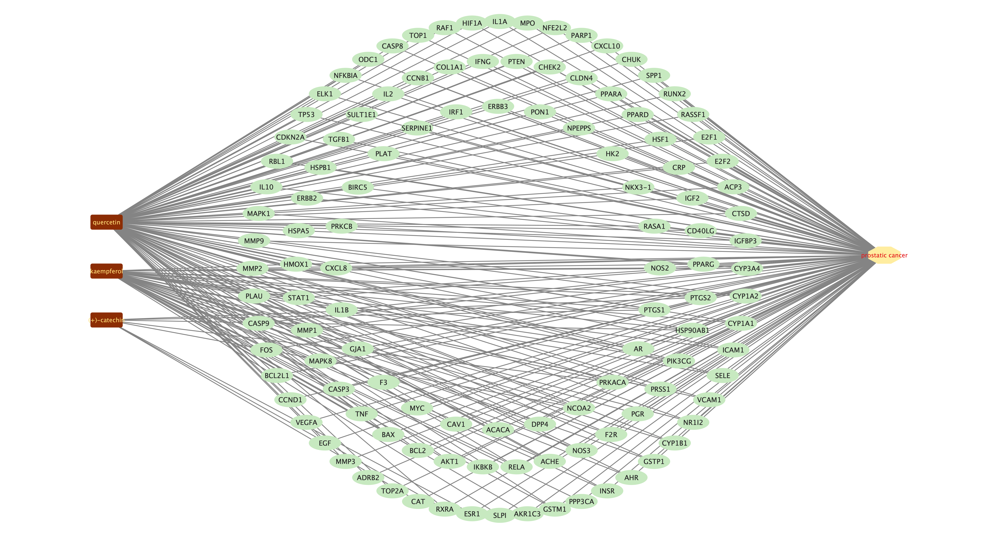 IL1A
HIF1A
MPO
RAF1
NFE2L2
TOP1
PARP1
CASP8
CXCL10
ODC1
IFNG
PTEN
CHUK
COL1A1
CHEK2
NFKBIA
CCNB1
CLDN4
SPP1
ELK1
IL2
PPARA
RUNX2
ERBB3
TP53
SULT1E1
IRF1
PON1
PPARD
RASSF1
SERPINE1
NPEPPS
CDKN2A
TGFB1
HSF1
E2F1
PLAT
HK2
RBL1
HSPB1
CRP
E2F2
IL10
BIRC5
NKX3-1
ACP3
ERBB2
IGF2
MAPK1
CTSD
quercetin
PRKCB
RASA1
HSPA5
CD40LG
MMP9
IGFBP3
prostatic cancer
kaempferol
MMP2
HMOX1
CXCL8
NOS2
PPARG
CYP3A4
PLAU
STAT1
PTGS2
CYP1A2
IL1B
PTGS1
(+)-catechin
CASP9
CYP1A1
MMP1
HSP90AB1
FOS
GJA1
AR
ICAM1
MAPK8
PIK3CG
BCL2L1
SELE
F3
PRKACA
CASP3
PRSS1
CCND1
VCAM1
MYC
NCOA2
TNF
PGR
VEGFA
CAV1
DPP4
NR1I2
ACACA
BAX
F2R
EGF
CYP1B1
BCL2
NOS3
MMP3
AKT1
ACHE
GSTP1
IKBKB
RELA
ADRB2
AHR
TOP2A
INSR
CAT
PPP3CA
RXRA
GSTM1
ESR1
AKR1C3
SLPI